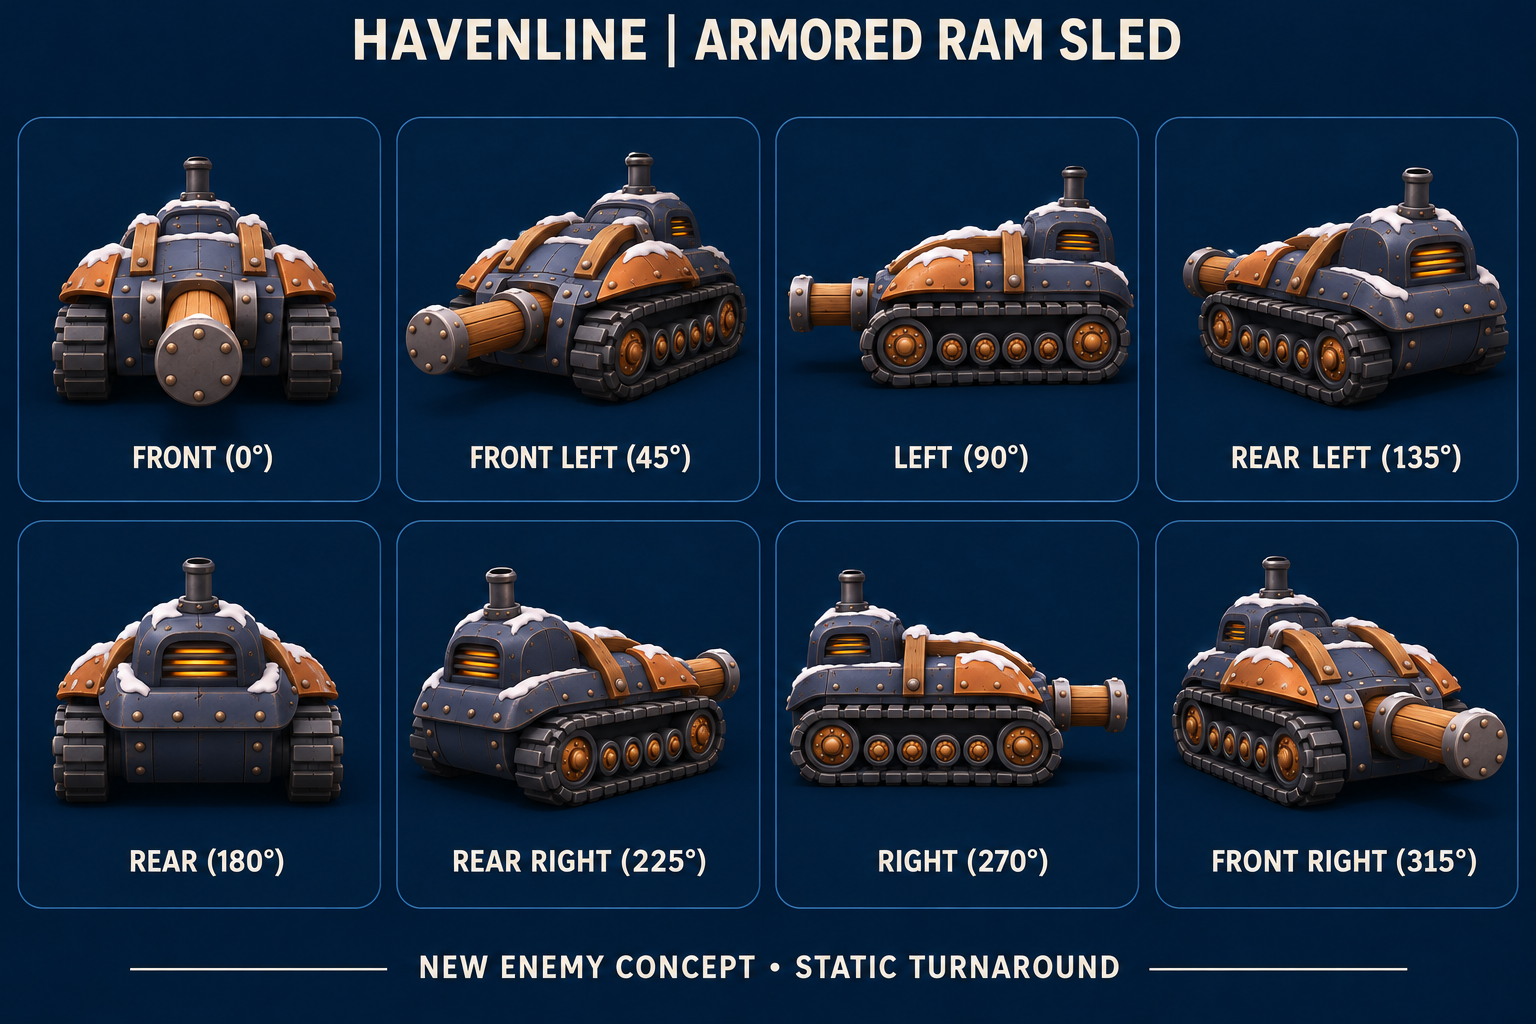 HAVENLINE | ARMORED RAM SLED
FRONT (0°)
FRONT LEFT (45°)
LEFT (90°)
REAR LEFT (135°)
REAR (180°)
REAR RIGHT (225°)
RIGHT (270°)
FRONT RIGHT (315°)
NEW ENEMY CONCEPT • STATIC TURNAROUND